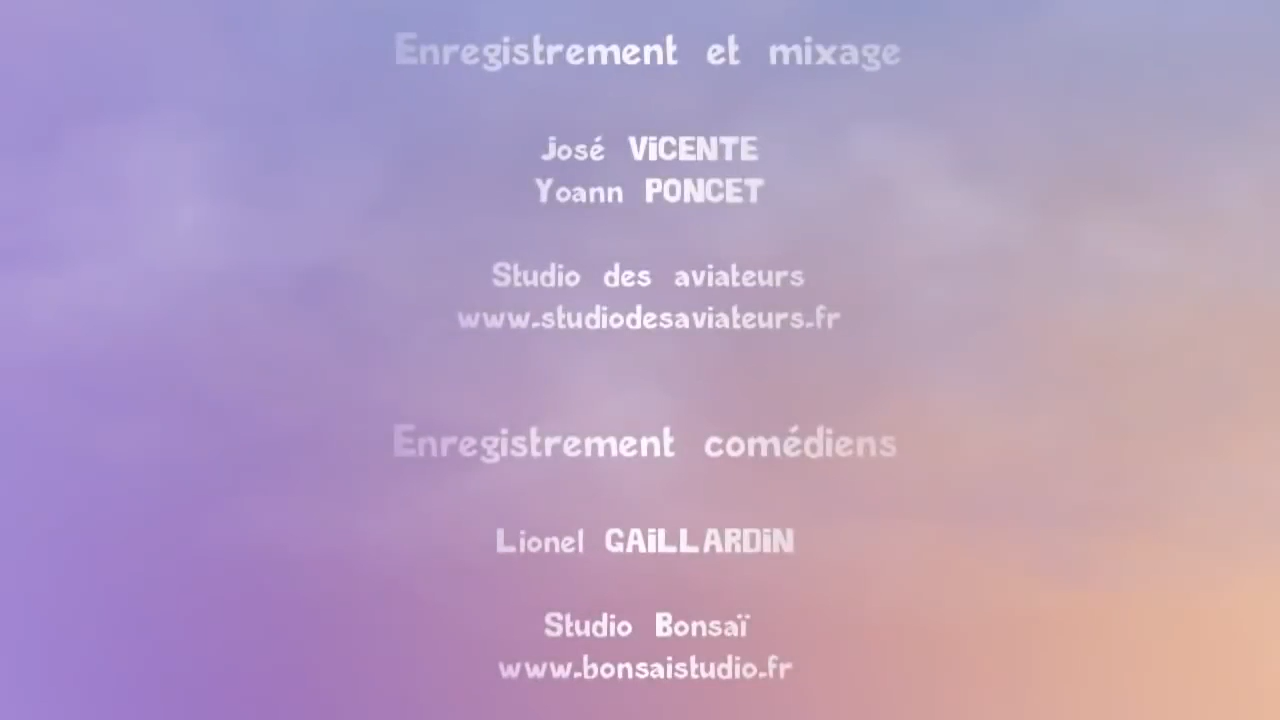 Enregistrement et mixage
José ViCENTE
Yoann PONCET
Studio des aviateurs
www.studiodesaviateurs.fr
Enregistrement comédiens
Lionel GAiLLARDiN
Studio Bonsaï
www.bonsaistudio.fr